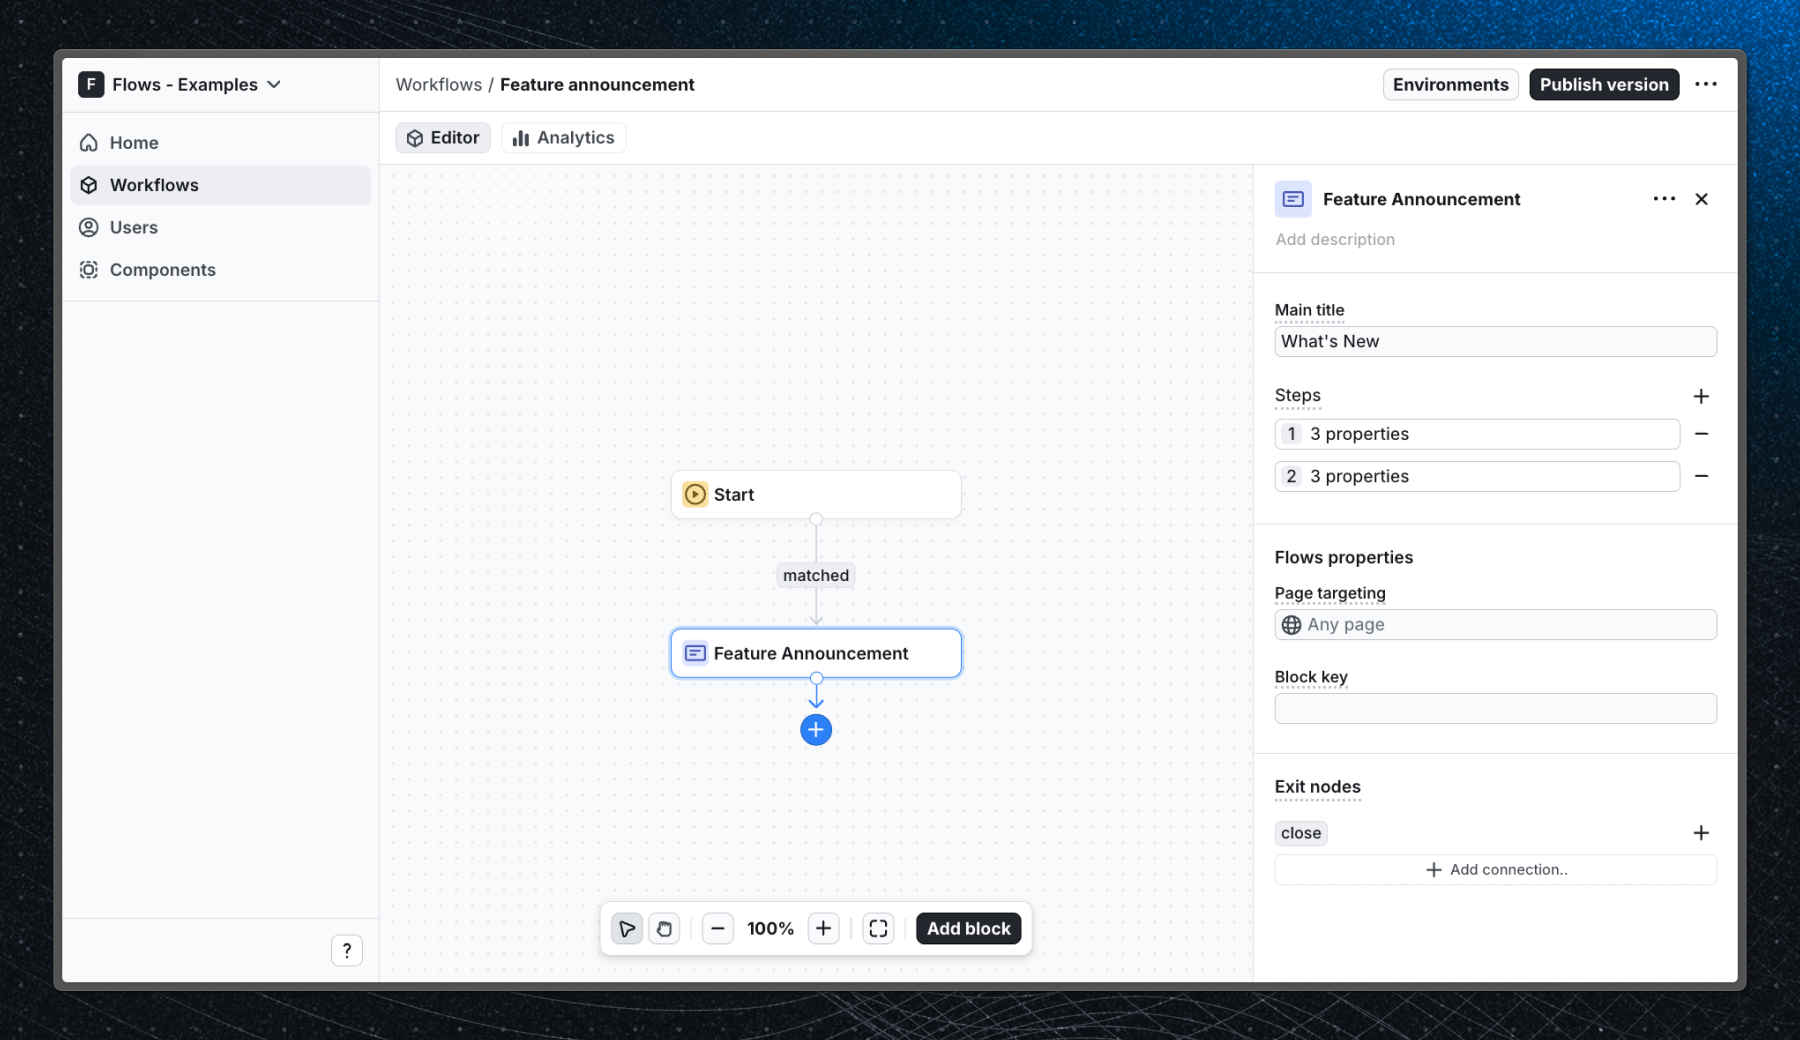 F Flows - Examples
Home
Workflows
Users
Components
?
Workflows / Feature announcement
Environments
Publish version
Editor
Analytics
Start
matched
Feature Announcement
100%
Add block
Feature Announcement
Add description
Main title
What's New
Steps
1 3 properties
2 3 properties
Flows properties
Page targeting
Any page
Block key
Exit nodes
close
Add connection..